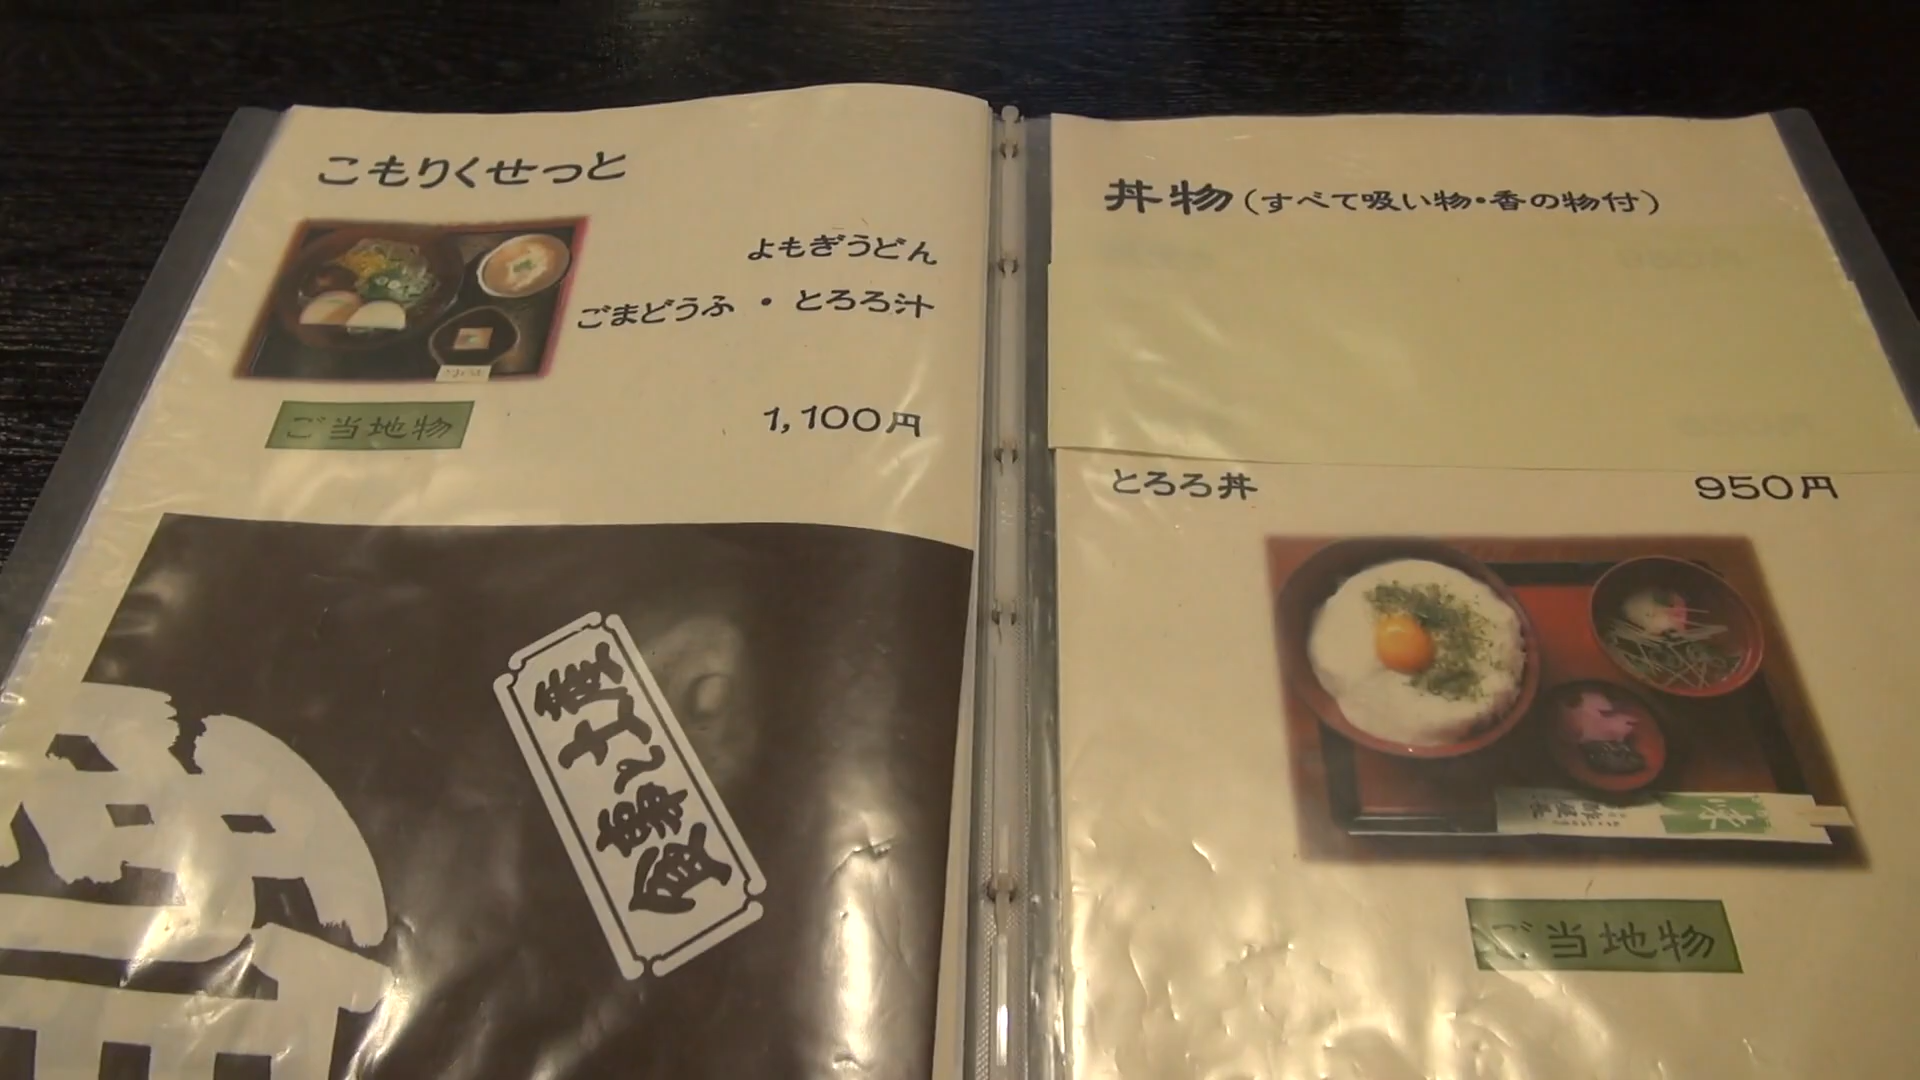 こもりくせっと
よもぎうどん
ごまどうふ・とろろ汁
1,100円
ご当地物
丼物(すべて吸い物・香の物付)
とろろ丼 950円
ご当地物